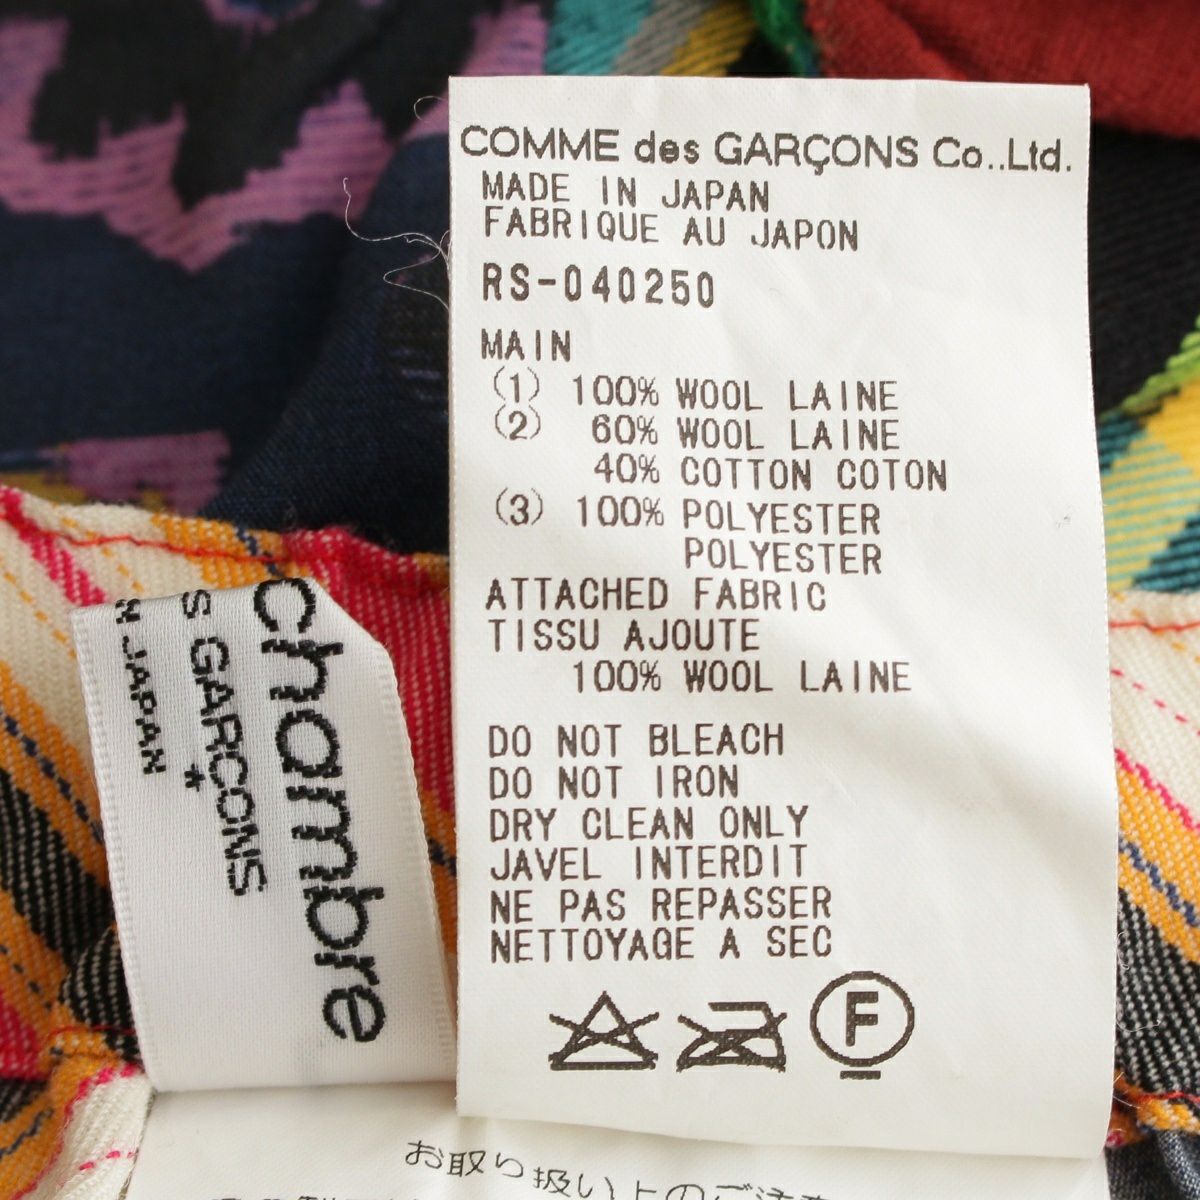 COMME des GARÇONS Co..Ltd.
MADE IN JAPAN
FABRIQUE AU JAPON
RS-040250
MAIN
(1) 100% WOOL LAINE
(2) 60% WOOL LAINE
40% COTTON COTON
(3) 100% POLYESTER
POLYESTER
ATTACHED FABRIC
TISSU AJOUTE
100% WOOL LAINE
DO NOT BLEACH
DO NOT IRON
DRY CLEAN ONLY
JAVEL INTERDIT
NE PAS REPASSER
NETTOYAGE A SEC
F
chambre
S GARCONS
N JAPAN
お取り扱い上のご注意